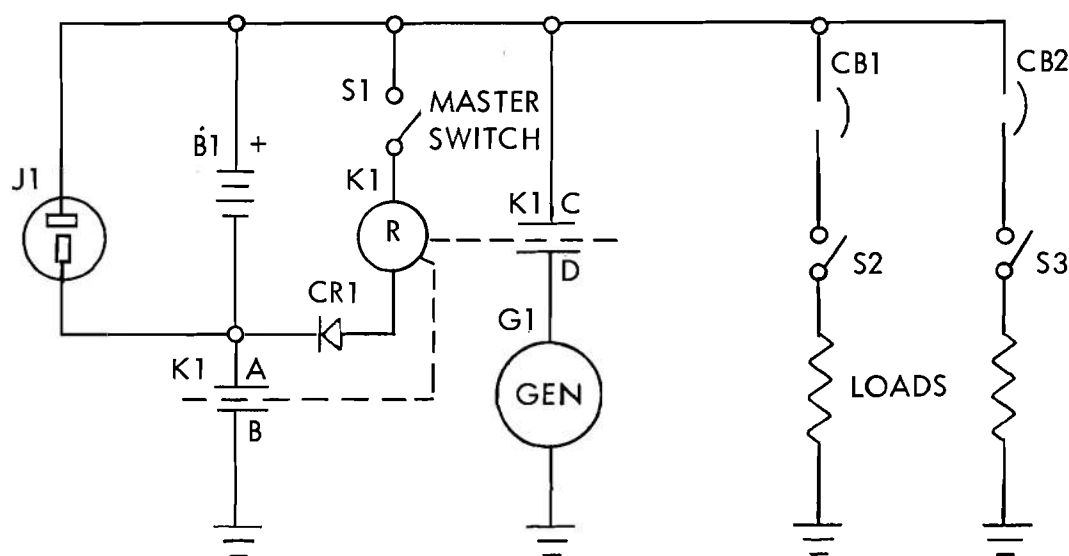 CB1
CB2
S1
MASTER
SWITCH
B1 +
K1
J1
K1 C
R
D
S2
S3
CR1
G1
K1 A
LOADS
GEN
B